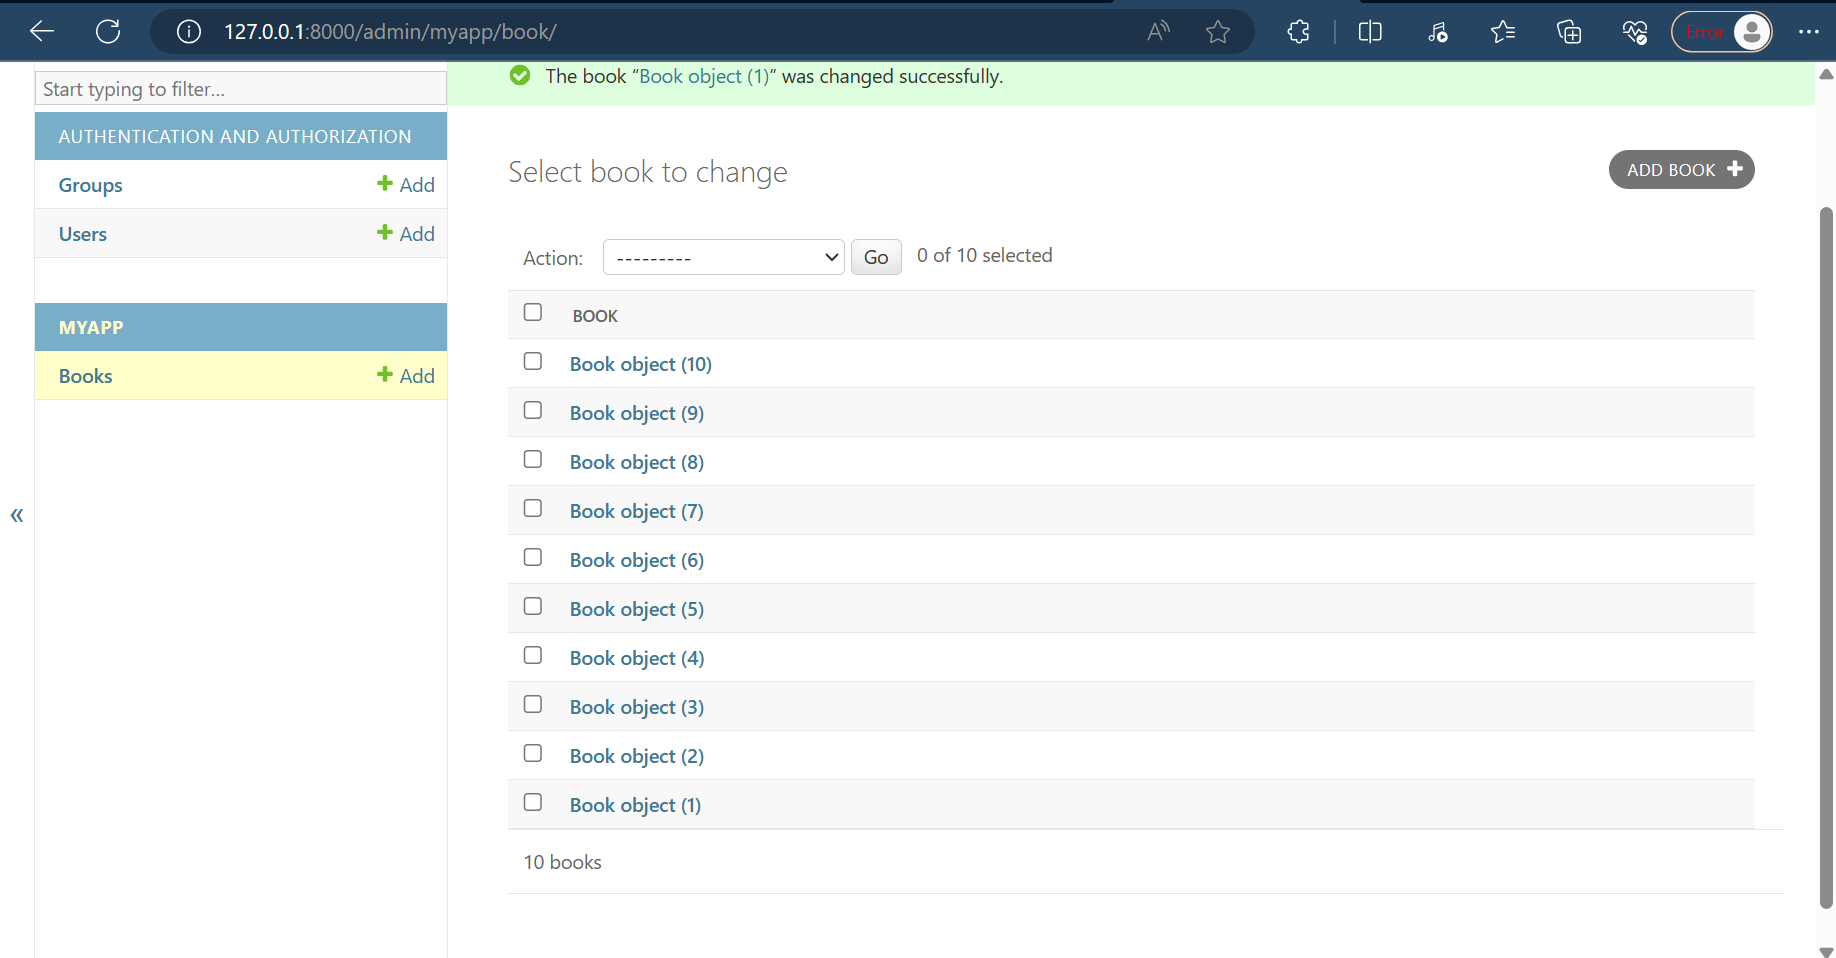 127.0.0.1:8000/admin/myapp/book/
Error
Start typing to filter...
The book “Book object (1)” was changed successfully.
AUTHENTICATION AND AUTHORIZATION
Groups
Add
Users
Add
MYAPP
Books
Add
«
Select book to change
ADD BOOK
Action:
---------
Go
0 of 10 selected
BOOK
Book object (10)
Book object (9)
Book object (8)
Book object (7)
Book object (6)
Book object (5)
Book object (4)
Book object (3)
Book object (2)
Book object (1)
10 books